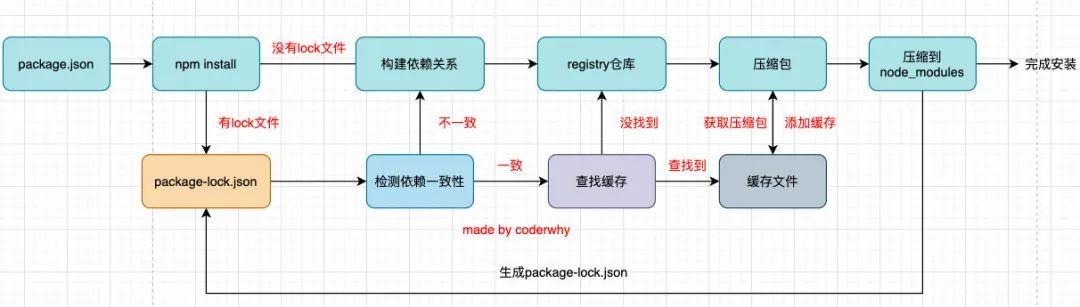 没有lock文件
package.json
npm install
构建依赖关系
registry仓库
压缩包
压缩到
node_modules
完成安装
有lock文件
不一致
没找到
获取压缩包
添加缓存
package-lock.json
检测依赖一致性
一致
查找缓存
查找到
缓存文件
made by coderwhy
生成package-lock.json